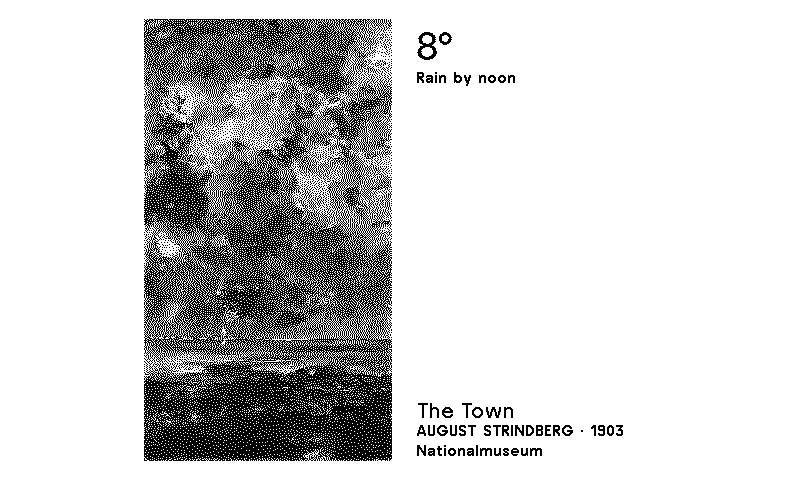 8°
Rain by noon
The Town
AUGUST STRINDBERG · 1903
Nationalmuseum